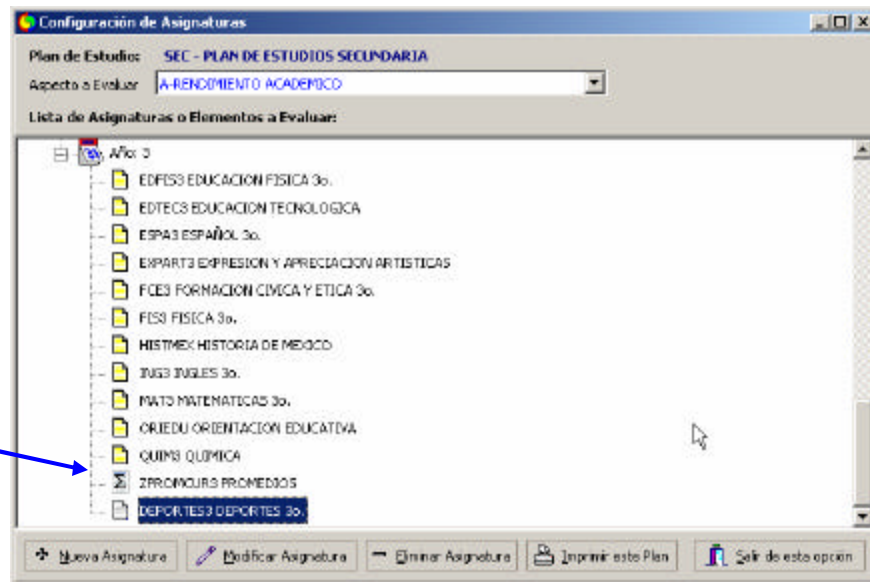 Configuración de Asignaturas
Plan de Estudio: SEC - PLAN DE ESTUDIOS SECUNDARIA
Aspecto a Evaluar A-RENDIMIENTO ACADEMICO
Lista de Asignaturas o Elementos a Evaluar:
Año: 3
EDFIS3 EDUCACION FISICA 3o.
EDTEC3 EDUCACION TECNOLOGICA
ESPA3 ESPAÑOL 3o.
EXPART3 EXPRESION Y APRECIACION ARTISTICAS
FCE3 FORMACION CIVICA Y ETICA 3o.
FIS3 FISICA 3o.
HISTMEX HISTORIA DE MEXICO
ING3 INGLES 3o.
MAT3 MATEMATICAS 3o.
ORIEDU ORIENTACION EDUCATIVA
QUIM3 QUIMICA
Σ ZPROMCUR3 PROMEDIOS
DEPORTES3 DEPORTES 3o.
Nueva Asignatura Modificar Asignatura Eliminar Asignatura Imprimir este Plan Salir de esta opción